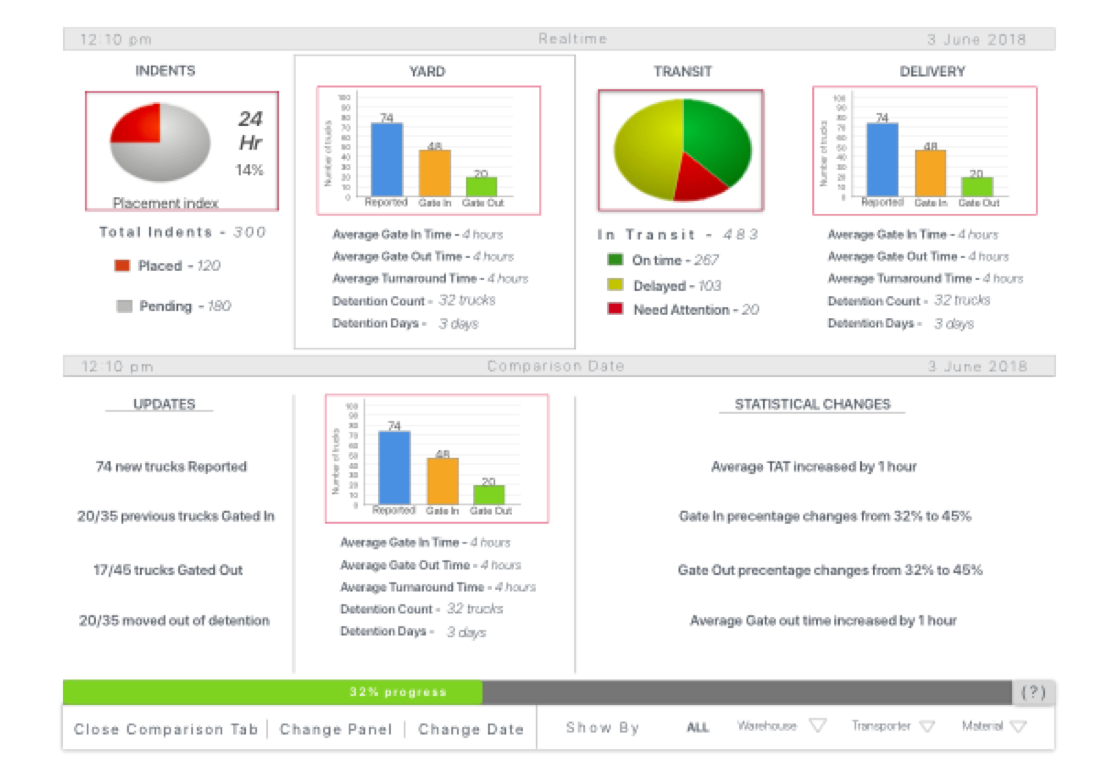 12:10 pm Realtime 3 June 2018
INDENTS
24
Hr
14%
Placement index
Total Indents - 300
Placed - 120
Pending - 180
YARD
Number of trucks
100
90
80
70
60
50
40
30
20
10
0
74
48
20
Reported Gate In Gate Out
Average Gate In Time - 4 hours
Average Gate Out Time - 4 hours
Average Turnaround Time - 4 hours
Detention Count - 32 trucks
Detention Days - 3 days
TRANSIT
In Transit - 483
On time - 267
Delayed - 103
Need Attention - 20
DELIVERY
Number of trucks
100
90
80
70
60
50
40
30
20
10
0
74
48
20
Reported Gate In Gate Out
Average Gate In Time - 4 hours
Average Gate Out Time - 4 hours
Average Turnaround Time - 4 hours
Detention Count - 32 trucks
Detention Days - 3 days
12:10 pm Comparison Date 3 June 2018
UPDATES
74 new trucks Reported
20/35 previous trucks Gated In
17/45 trucks Gated Out
20/35 moved out of detention
Number of trucks
100
90
80
70
60
50
40
30
20
10
0
74
48
20
Reported Gate In Gate Out
Average Gate In Time - 4 hours
Average Gate Out Time - 4 hours
Average Turnaround Time - 4 hours
Detention Count - 32 trucks
Detention Days - 3 days
STATISTICAL CHANGES
Average TAT increased by 1 hour
Gate In precentage changes from 32% to 45%
Gate Out precentage changes from 32% to 45%
Average Gate out time increased by 1 hour
32% progress (?)
Close Comparison Tab | Change Panel | Change Date Show By ALL Warehouse Transporter Material